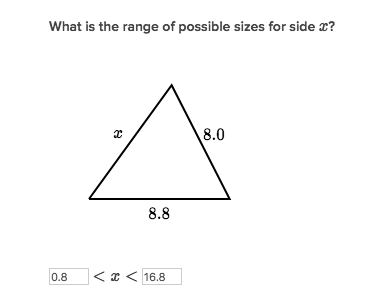 What is the range of possible sizes for side x?
x
8.0
8.8
0.8 < x < 16.8